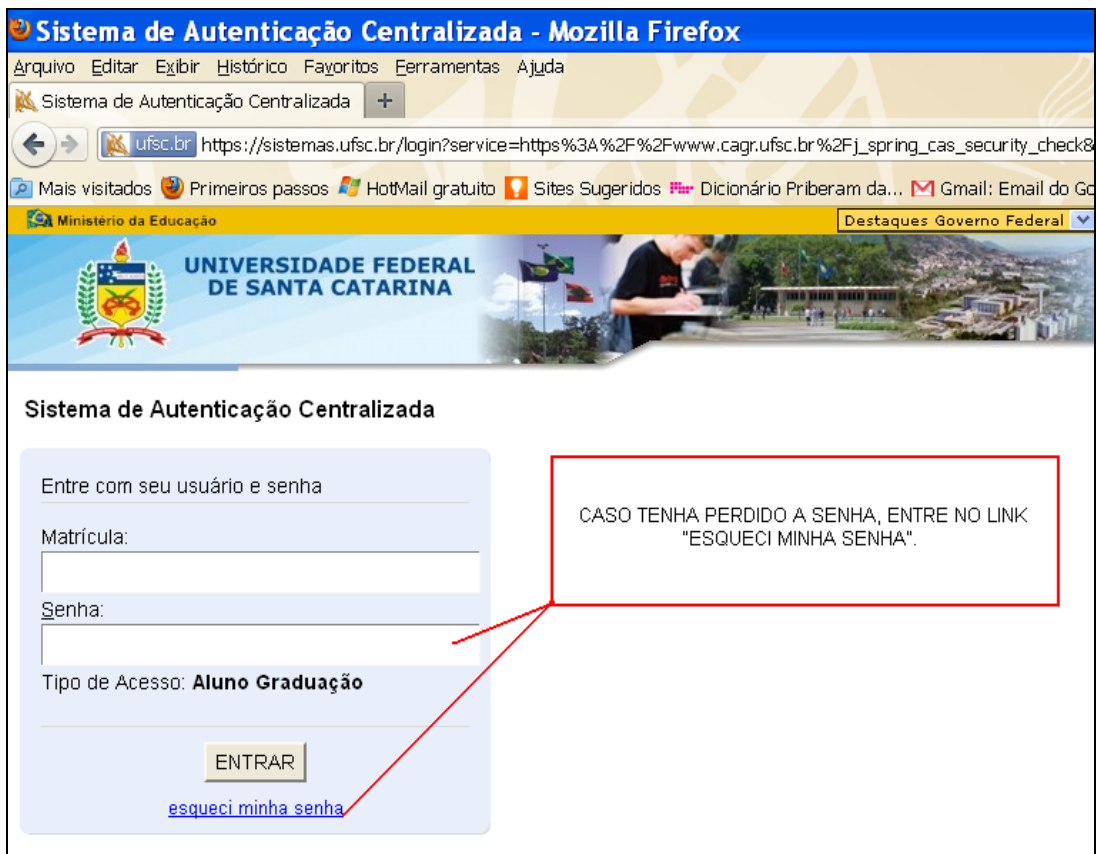 Sistema de Autenticação Centralizada - Mozilla Firefox
Arquivo Editar Exibir Histórico Favoritos Ferramentas Ajuda
Sistema de Autenticação Centralizada +
ufsc.br https://sistemas.ufsc.br/login?service=https%3A%2F%2Fwww.cagr.ufsc.br%2Fj_spring_cas_security_check&
Mais visitados Primeiros passos HotMail gratuito Sites Sugeridos Dicionário Priberam da... Gmail: Email do Go
Ministério da Educação Destaques Governo Federal
UNIVERSIDADE FEDERAL
DE SANTA CATARINA
Sistema de Autenticação Centralizada
Entre com seu usuário e senha
Matrícula:
Senha:
Tipo de Acesso: Aluno Graduação
ENTRAR
esqueci minha senha
CASO TENHA PERDIDO A SENHA, ENTRE NO LINK
"ESQUECI MINHA SENHA".